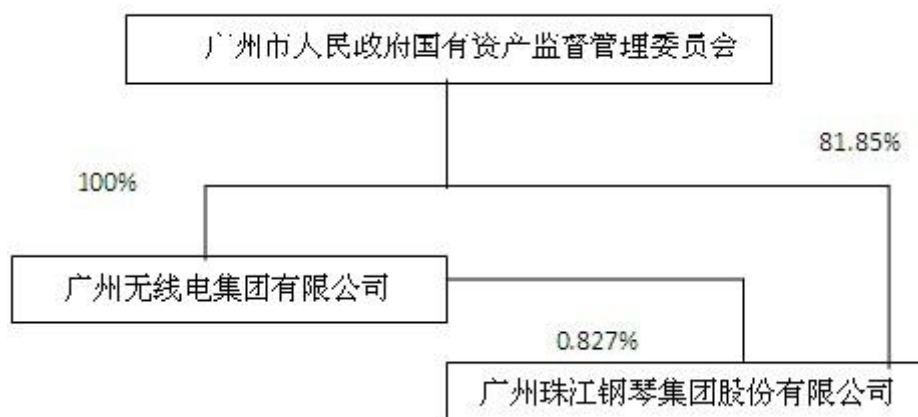 广州市人民政府国有资产监督管理委员会
81.85%
100%
广州无线电集团有限公司
0.827%
广州珠江钢琴集团股份有限公司